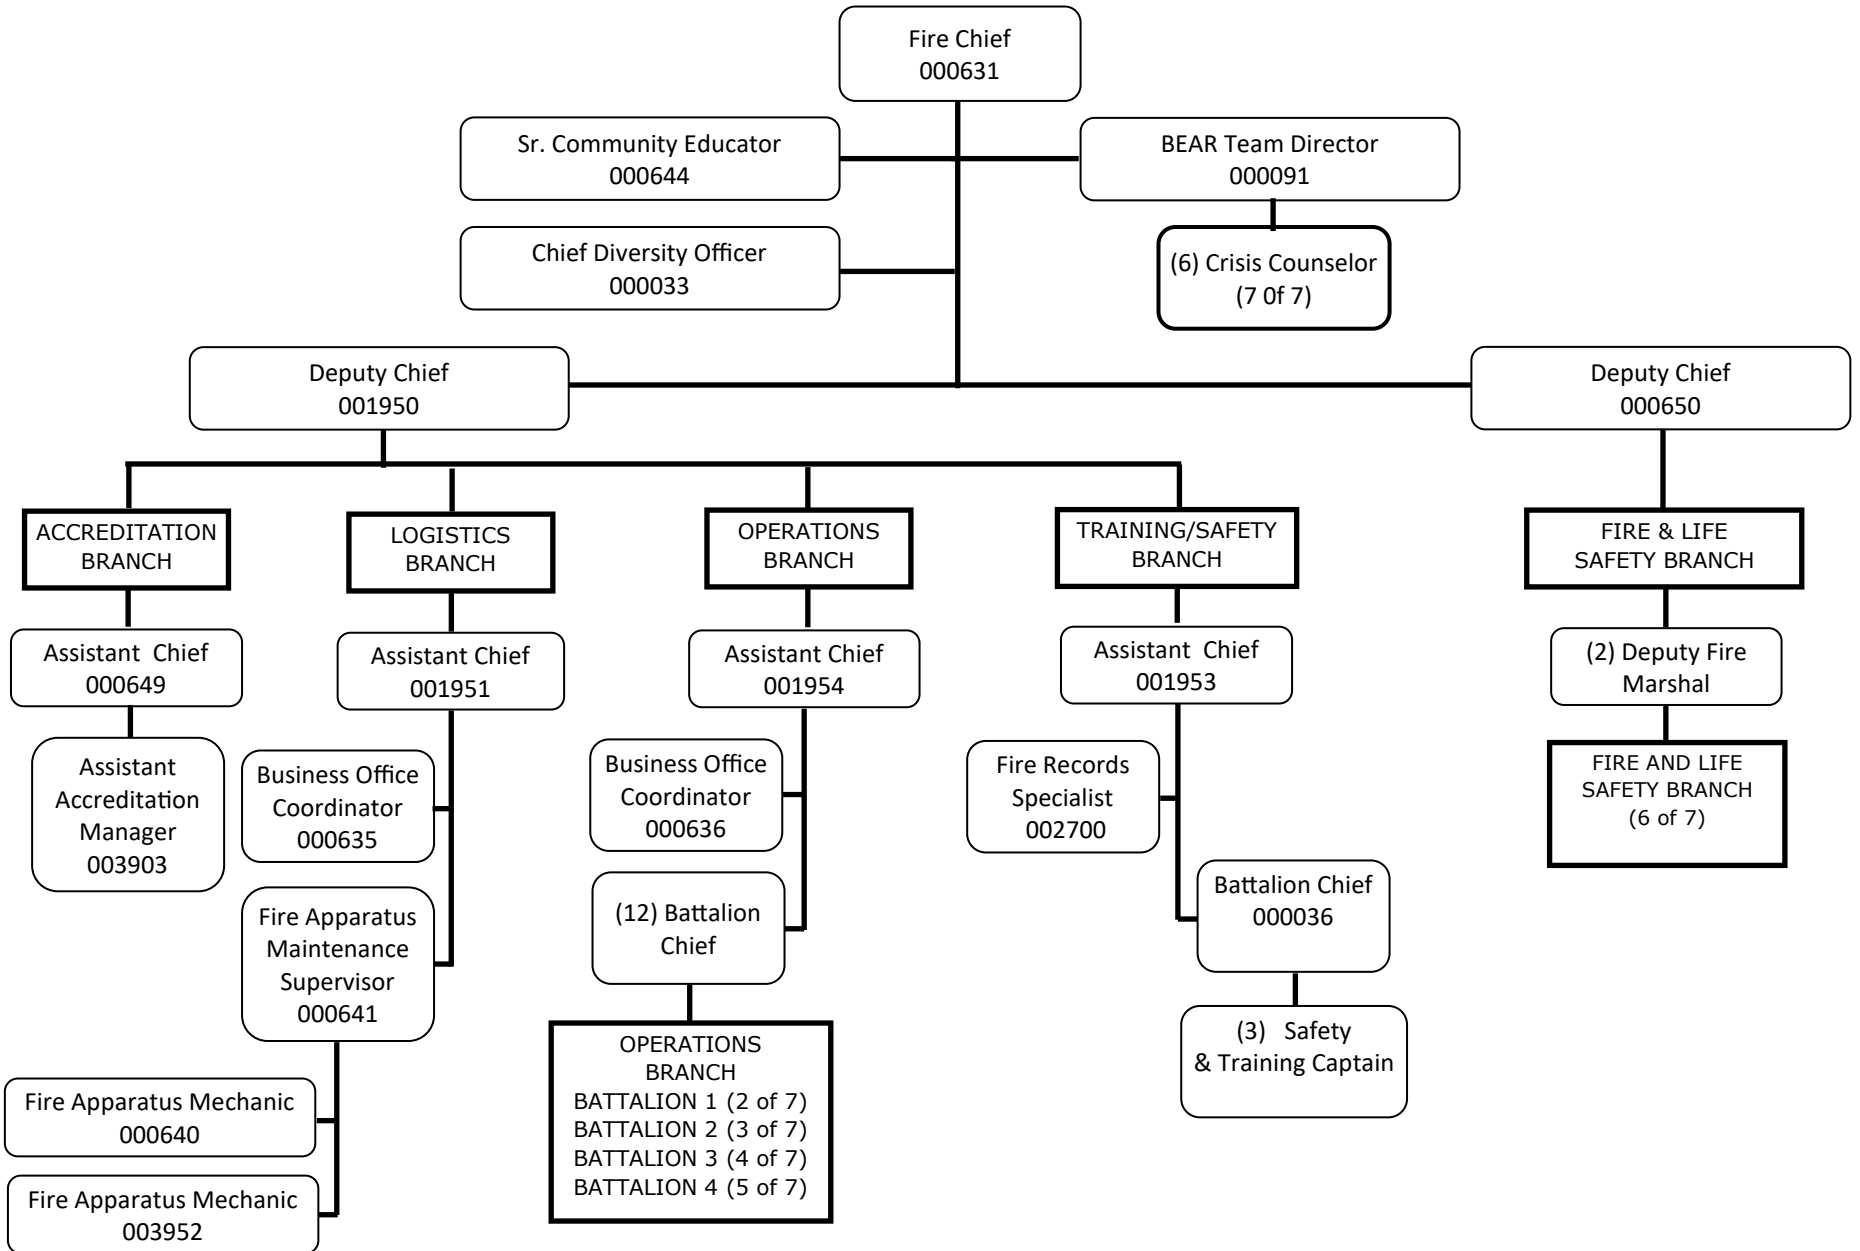 Fire Chief
000631
Sr. Community Educator
000644
BEAR Team Director
000091
Chief Diversity Officer
000033
(6) Crisis Counselor
(7 0f 7)
Deputy Chief
001950
Deputy Chief
000650
ACCREDITATION
BRANCH
LOGISTICS
BRANCH
OPERATIONS
BRANCH
TRAINING/SAFETY
BRANCH
FIRE & LIFE
SAFETY BRANCH
Assistant Chief
000649
Assistant Chief
001951
Assistant Chief
001954
Assistant Chief
001953
(2) Deputy Fire
Marshal
Assistant
Accreditation
Manager
003903
Business Office
Coordinator
000635
Business Office
Coordinator
000636
Fire Records
Specialist
002700
FIRE AND LIFE
SAFETY BRANCH
(6 of 7)
Fire Apparatus
Maintenance
Supervisor
000641
(12) Battalion
Chief
Battalion Chief
000036
OPERATIONS
BRANCH
BATTALION 1 (2 of 7)
BATTALION 2 (3 of 7)
BATTALION 3 (4 of 7)
BATTALION 4 (5 of 7)
(3) Safety
& Training Captain
Fire Apparatus Mechanic
000640
Fire Apparatus Mechanic
003952